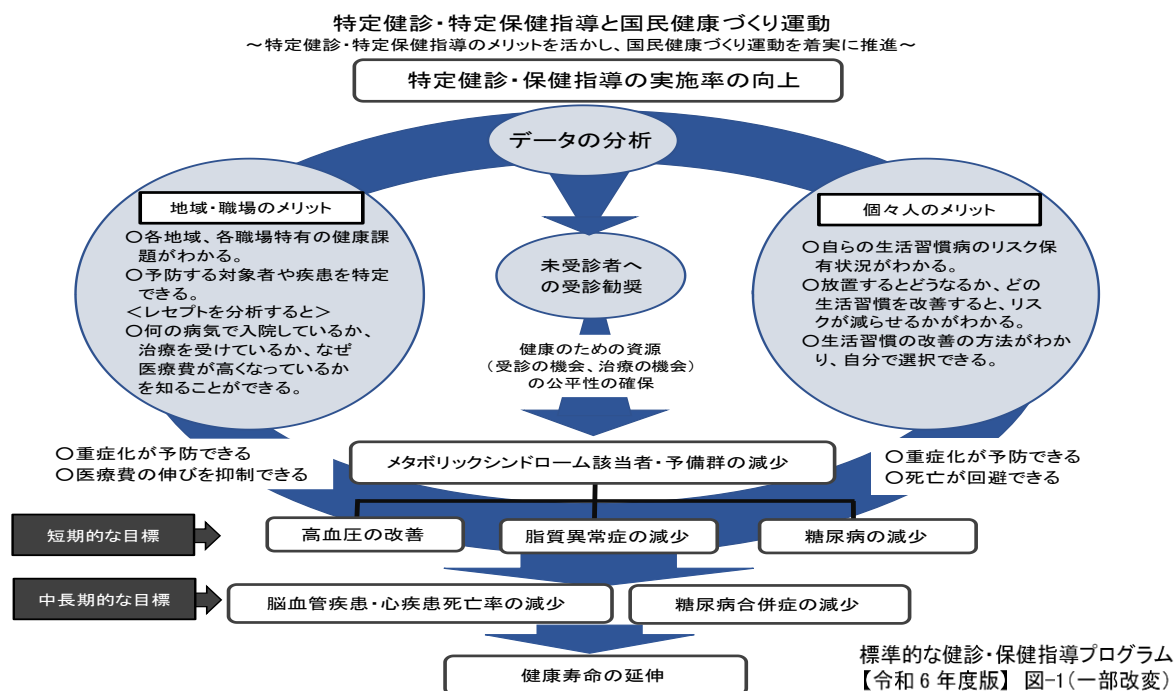 特定健診・特定保健指導と国民健康づくり運動
～特定健診・特定保健指導のメリットを活かし、国民健康づくり運動を着実に推進～
特定健診・保健指導の実施率の向上
データの分析
地域・職場のメリット
○各地域、各職場特有の健康課
題がわかる。
○予防する対象者や疾患を特定
できる。
＜レセプトを分析すると＞
○何の病気で入院しているか、
治療を受けているか、なぜ
医療費が高くなっているか
を知ることができる。
未受診者へ
の受診勧奨
個々人のメリット
○自らの生活習慣病のリスク保
有状況がわかる。
○放置するとどうなるか、どの
生活習慣を改善すると、リス
クが減らせるかがわかる。
○生活習慣の改善の方法がわか
り、自分で選択できる。
健康のための資源
（受診の機会、治療の機会）
の公平性の確保
○重症化が予防できる
○医療費の伸びを抑制できる
メタボリックシンドローム該当者・予備群の減少
○重症化が予防できる
○死亡が回避できる
短期的な目標
高血圧の改善
脂質異常症の減少
糖尿病の減少
中長期的な目標
脳血管疾患・心疾患死亡率の減少
糖尿病合併症の減少
健康寿命の延伸
標準的な健診・保健指導プログラム
【令和6年度版】 図-1（一部改変）